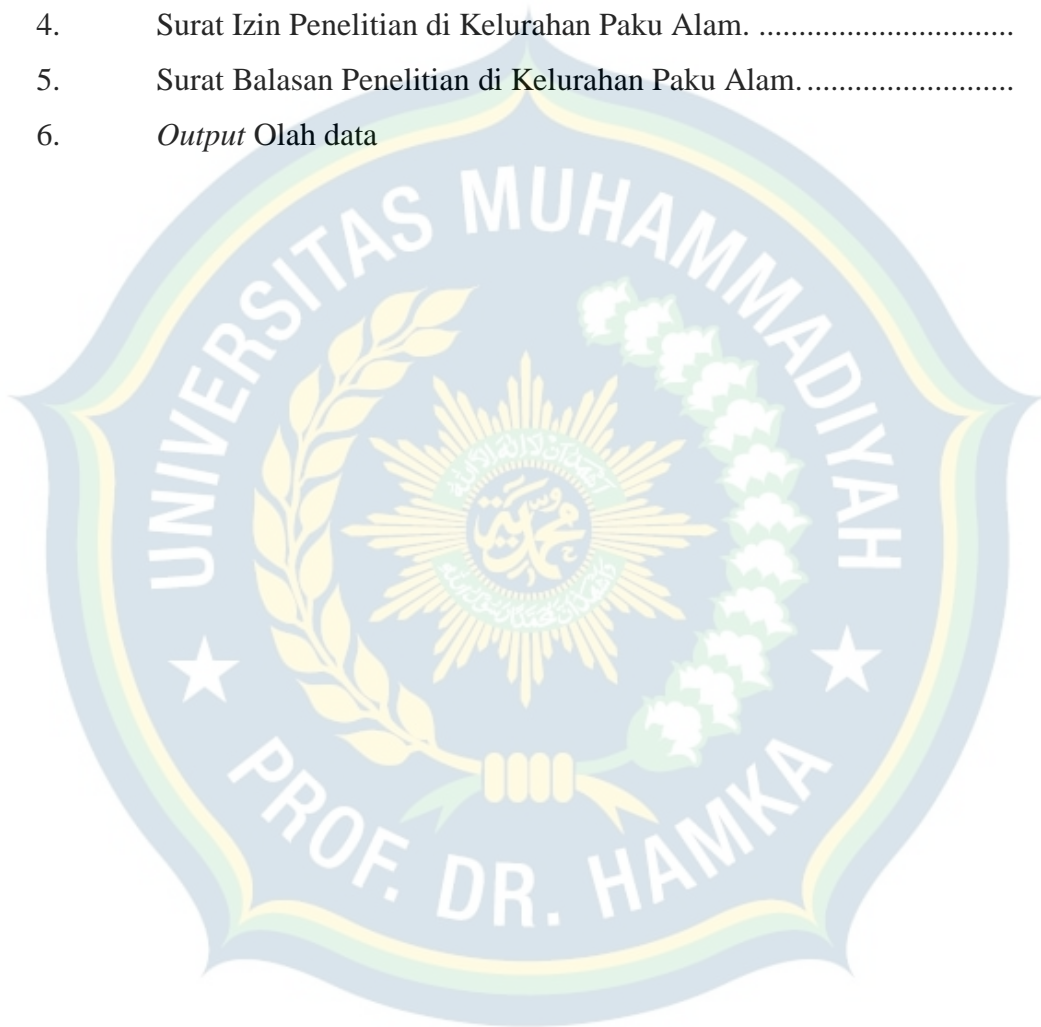 4. Surat Izin Penelitian di Kelurahan Paku Alam. ................................
5. Surat Balasan Penelitian di Kelurahan Paku Alam. ..........................
6. Output Olah data
UNIVERSITAS MUHAMMADIYAH
PROF. DR. HAMKA